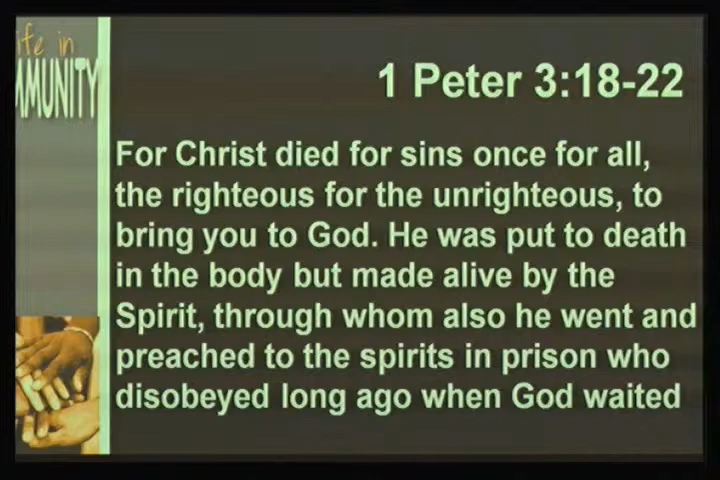 ife in
MMUNITY
1 Peter 3:18-22
For Christ died for sins once for all,
the righteous for the unrighteous, to
bring you to God. He was put to death
in the body but made alive by the
Spirit, through whom also he went and
preached to the spirits in prison who
disobeyed long ago when God waited